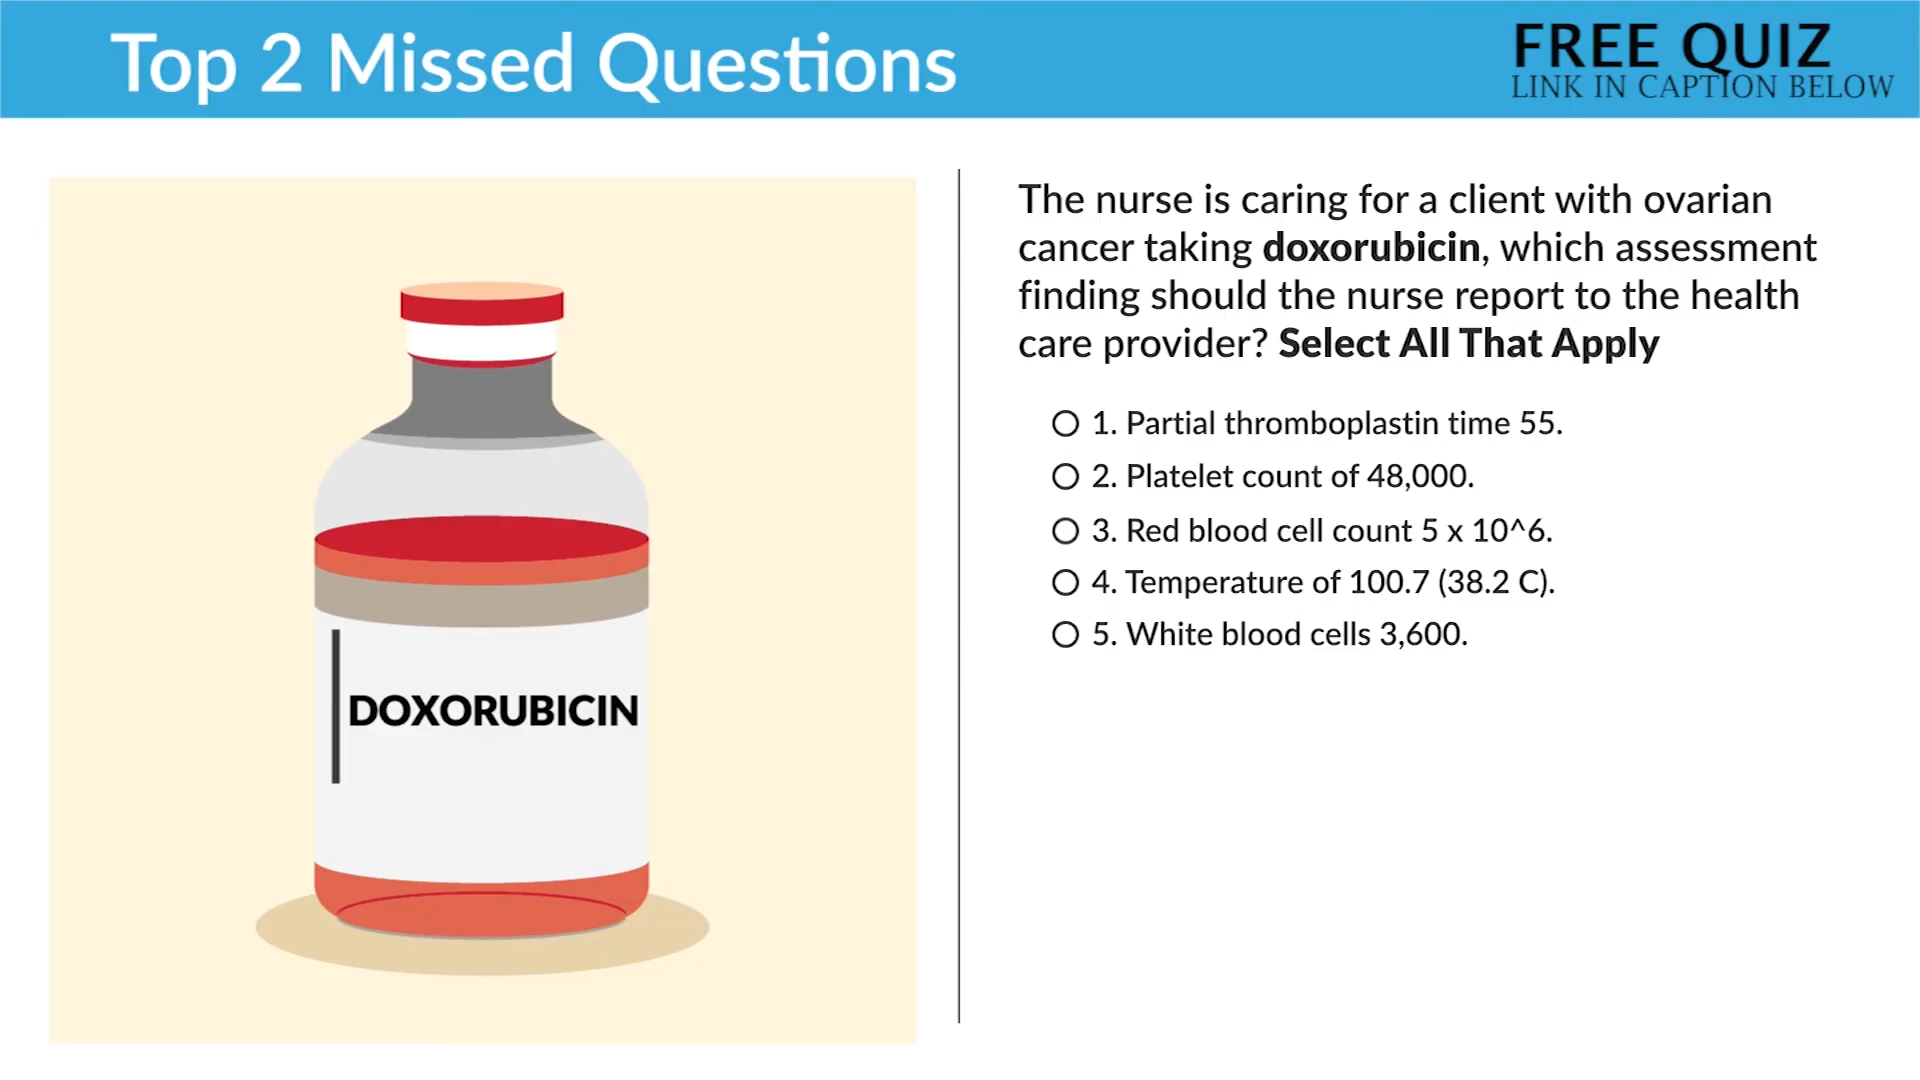 Top 2 Missed Questions
FREE QUIZ
LINK IN CAPTION BELOW
DOXORUBICIN
The nurse is caring for a client with ovarian
cancer taking doxorubicin, which assessment
finding should the nurse report to the health
care provider? Select All That Apply
1. Partial thromboplastin time 55.
2. Platelet count of 48,000.
3. Red blood cell count 5 x 10^6.
4. Temperature of 100.7 (38.2 C).
5. White blood cells 3,600.